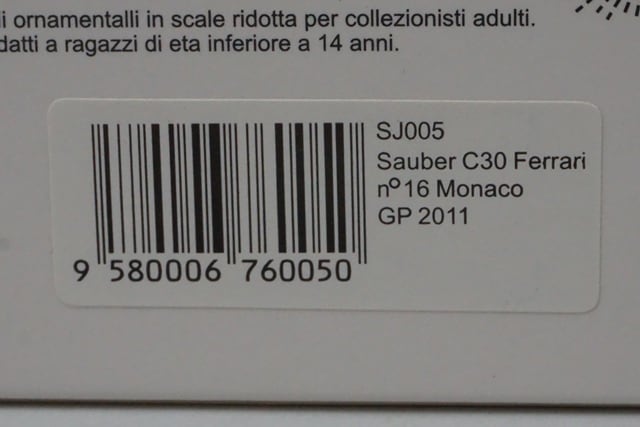 i ornamentalli in scale ridotta per collezionisti adulti.
datti a ragazzi di eta inferiore a 14 anni.
SJ005
Sauber C30 Ferrari
nº16 Monaco
GP 2011
9 580006 760050